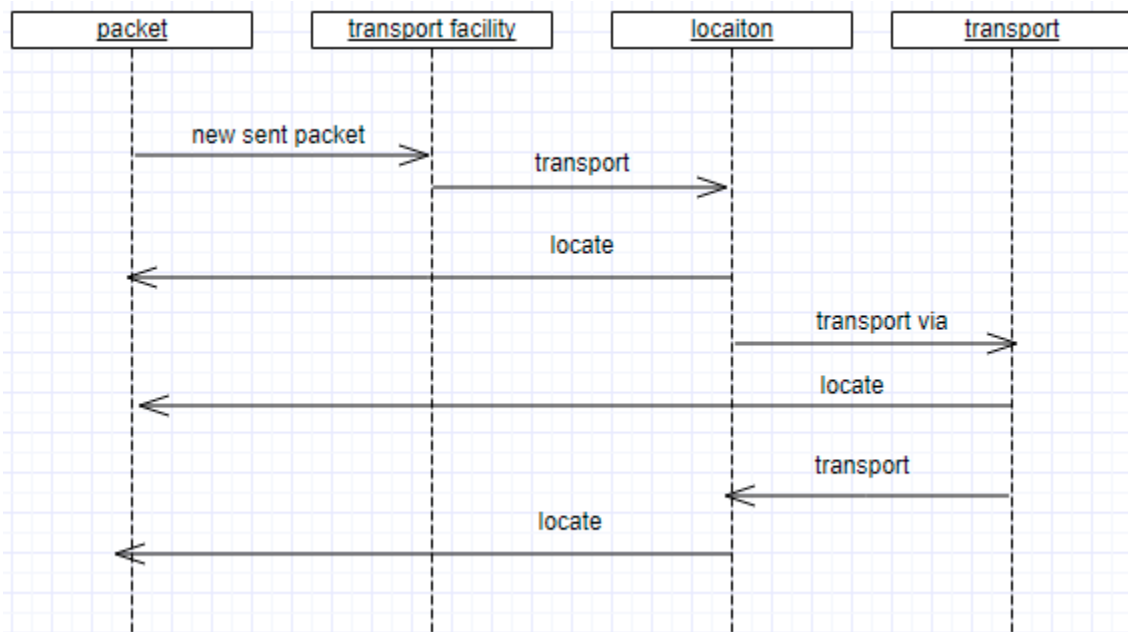 packet
transport facility
locaiton
transport
new sent packet
transport
locate
transport via
locate
transport
locate